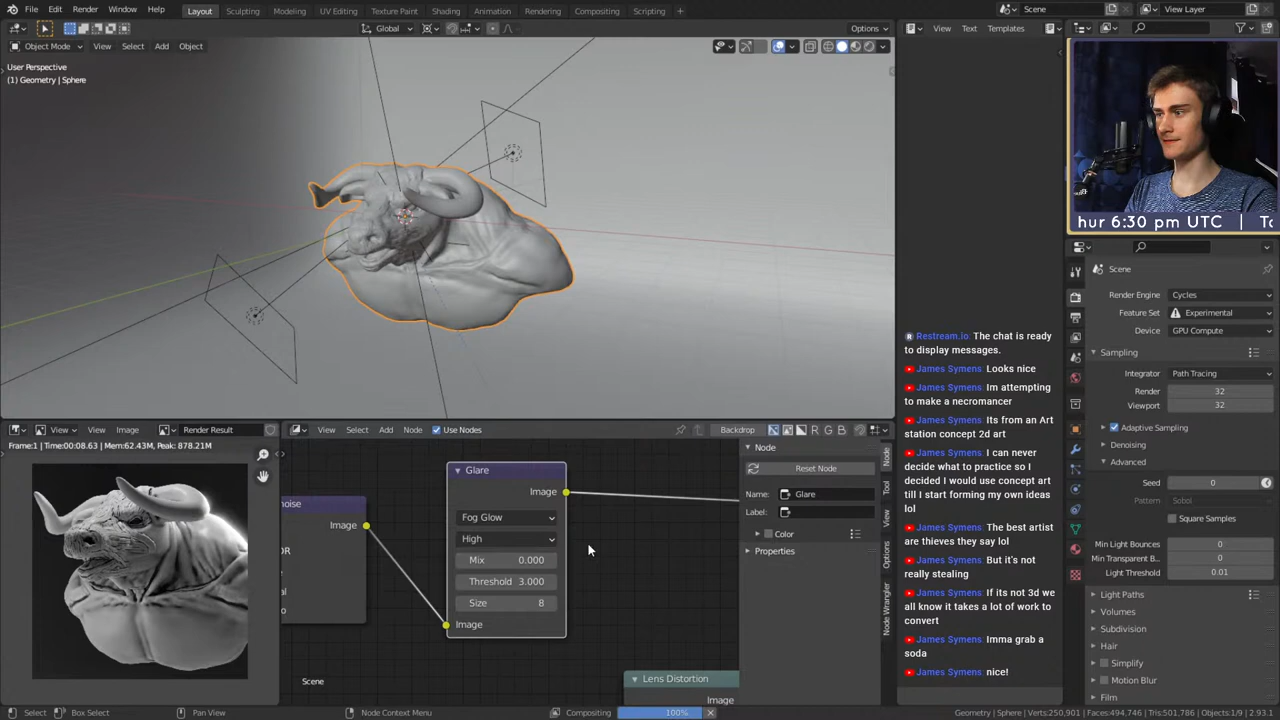 File Edit Render Window Help
Layout Sculpting Modeling UV Editing Texture Paint Shading Animation Rendering Compositing Scripting +
Scene
View Layer
Global
Options
Object Mode View Select Add Object
User Perspective
(1) Geometry | Sphere
View Text Templates
hur 6:30 pm UTC | To
Restream.io The chat is ready
to display messages.
James Symens Looks nice
James Symens Im attempting
to make a necromancer
James Symens Its from an Art
station concept 2d art
James Symens I can never
decide what to practice so I
decided I would use concept art
till I start forming my own ideas
lol
James Symens The best artist
are thieves they say lol
James Symens But it's not
really stealing
James Symens If its not 3d we
all know it takes a lot of work to
convert
James Symens Imma grab a
soda
James Symens nice!
Scene
Render Engine Cycles
Feature Set Experimental
Device GPU Compute
Sampling
Integrator Path Tracing
Render 32
Viewport 32
Adaptive Sampling
Denoising
Advanced
Seed 0
Pattern Sobol
Square Samples
Min Light Bounces 0
Min Transparent B... 0
Light Threshold 0.01
Light Paths
Volumes
Subdivision
Hair
Simplify
Motion Blur
Film
View View Image Render Result
Frame:1 | Time:00:08.63 | Mem:62.43M, Peak: 878.21M
View Select Add Node Use Nodes
Backdrop R G B
noise
Image
OR
Glare
Image
Fog Glow
High
Mix 0.000
Threshold 3.000
Size 8
Image
Lens Distortion
Image
Scene
Node
Reset Node
Name: Glare
Label:
Color
Properties
Node
Tool
View
Options
Node Wrangler
Select Box Select Pan View Node Context Menu
Compositing 100%
Geometry | Sphere Verts:250,901 | Faces:494,746 | Tris:501,786 | Objects:1/9 | 2.93.1